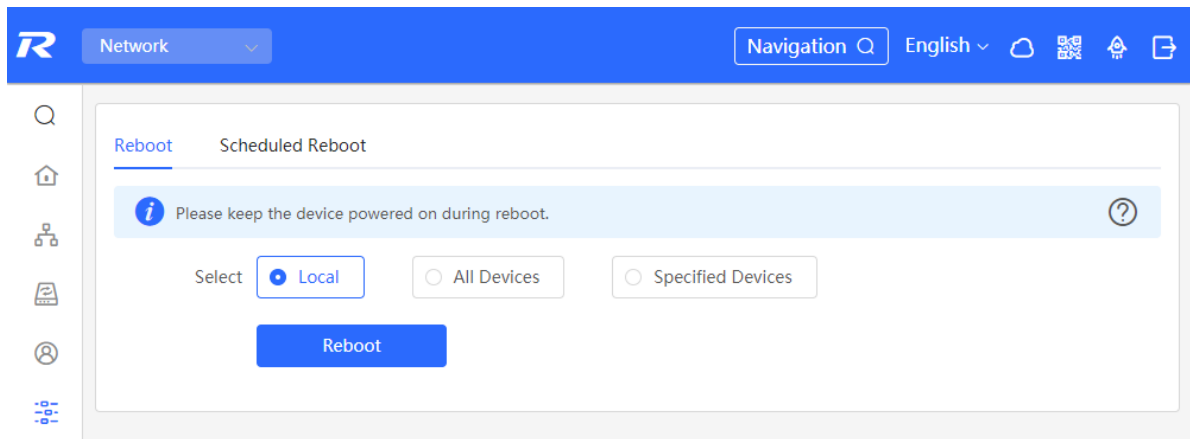 Network Navigation English
Reboot Scheduled Reboot
Please keep the device powered on during reboot.
Select Local All Devices Specified Devices
Reboot